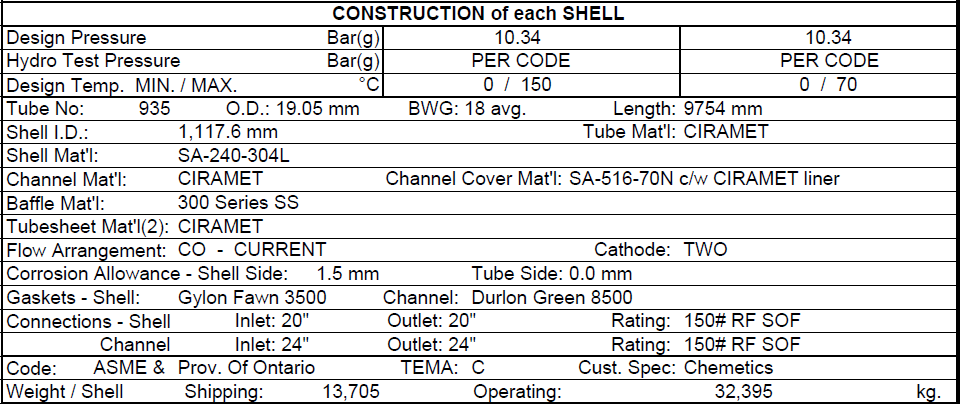 CONSTRUCTION of each SHELL
Design Pressure Bar(g) 10.34 10.34
Hydro Test Pressure Bar(g) PER CODE PER CODE
Design Temp. MIN. / MAX. °C 0 / 150 0 / 70
Tube No: 935 O.D.: 19.05 mm BWG: 18 avg. Length: 9754 mm
Shell I.D.: 1,117.6 mm Tube Mat'l: CIRAMET
Shell Mat'l: SA-240-304L
Channel Mat'l: CIRAMET Channel Cover Mat'l: SA-516-70N c/w CIRAMET liner
Baffle Mat'l: 300 Series SS
Tubesheet Mat'l(2): CIRAMET
Flow Arrangement: CO - CURRENT Cathode: TWO
Corrosion Allowance - Shell Side: 1.5 mm Tube Side: 0.0 mm
Gaskets - Shell: Gylon Fawn 3500 Channel: Durlon Green 8500
Connections - Shell Inlet: 20" Outlet: 20" Rating: 150# RF SOF
Channel Inlet: 24" Outlet: 24" Rating: 150# RF SOF
Code: ASME & Prov. Of Ontario TEMA: C Cust. Spec: Chemetics
Weight / Shell Shipping: 13,705 Operating: 32,395 kg.